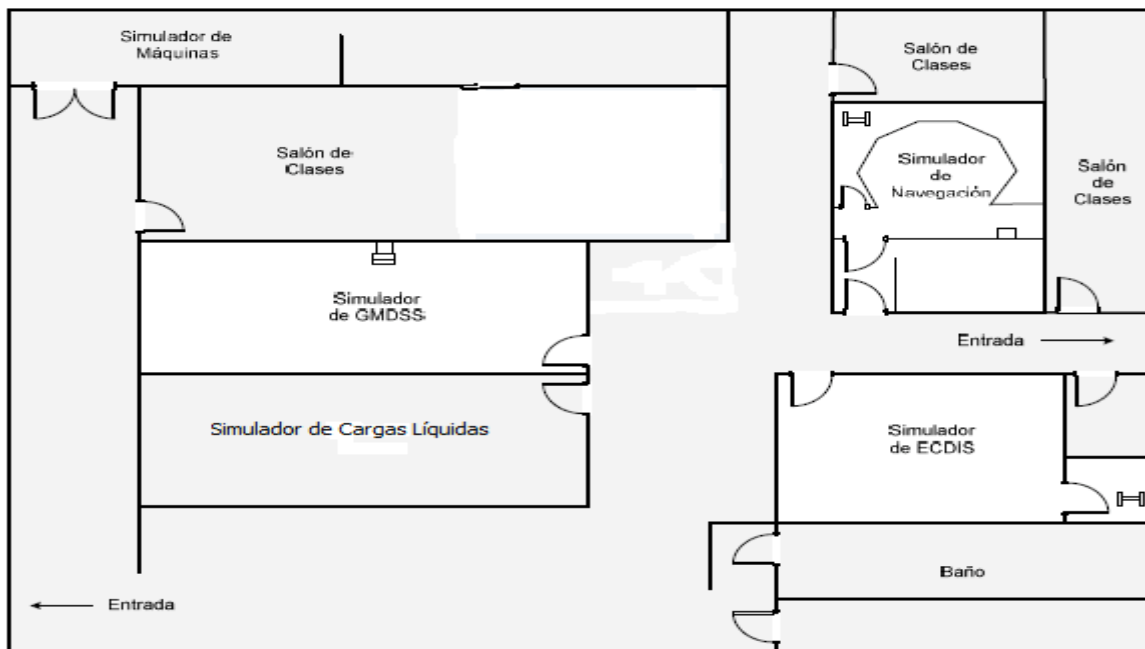 Simulador de
Máquinas
Salón de
Clases
Salón de
Clases
Simulador
de
Navegación
Salón
de
Clases
Simulador
de GMDSS
Entrada
Simulador de Cargas Líquidas
Simulador
de ECDIS
Baño
Entrada